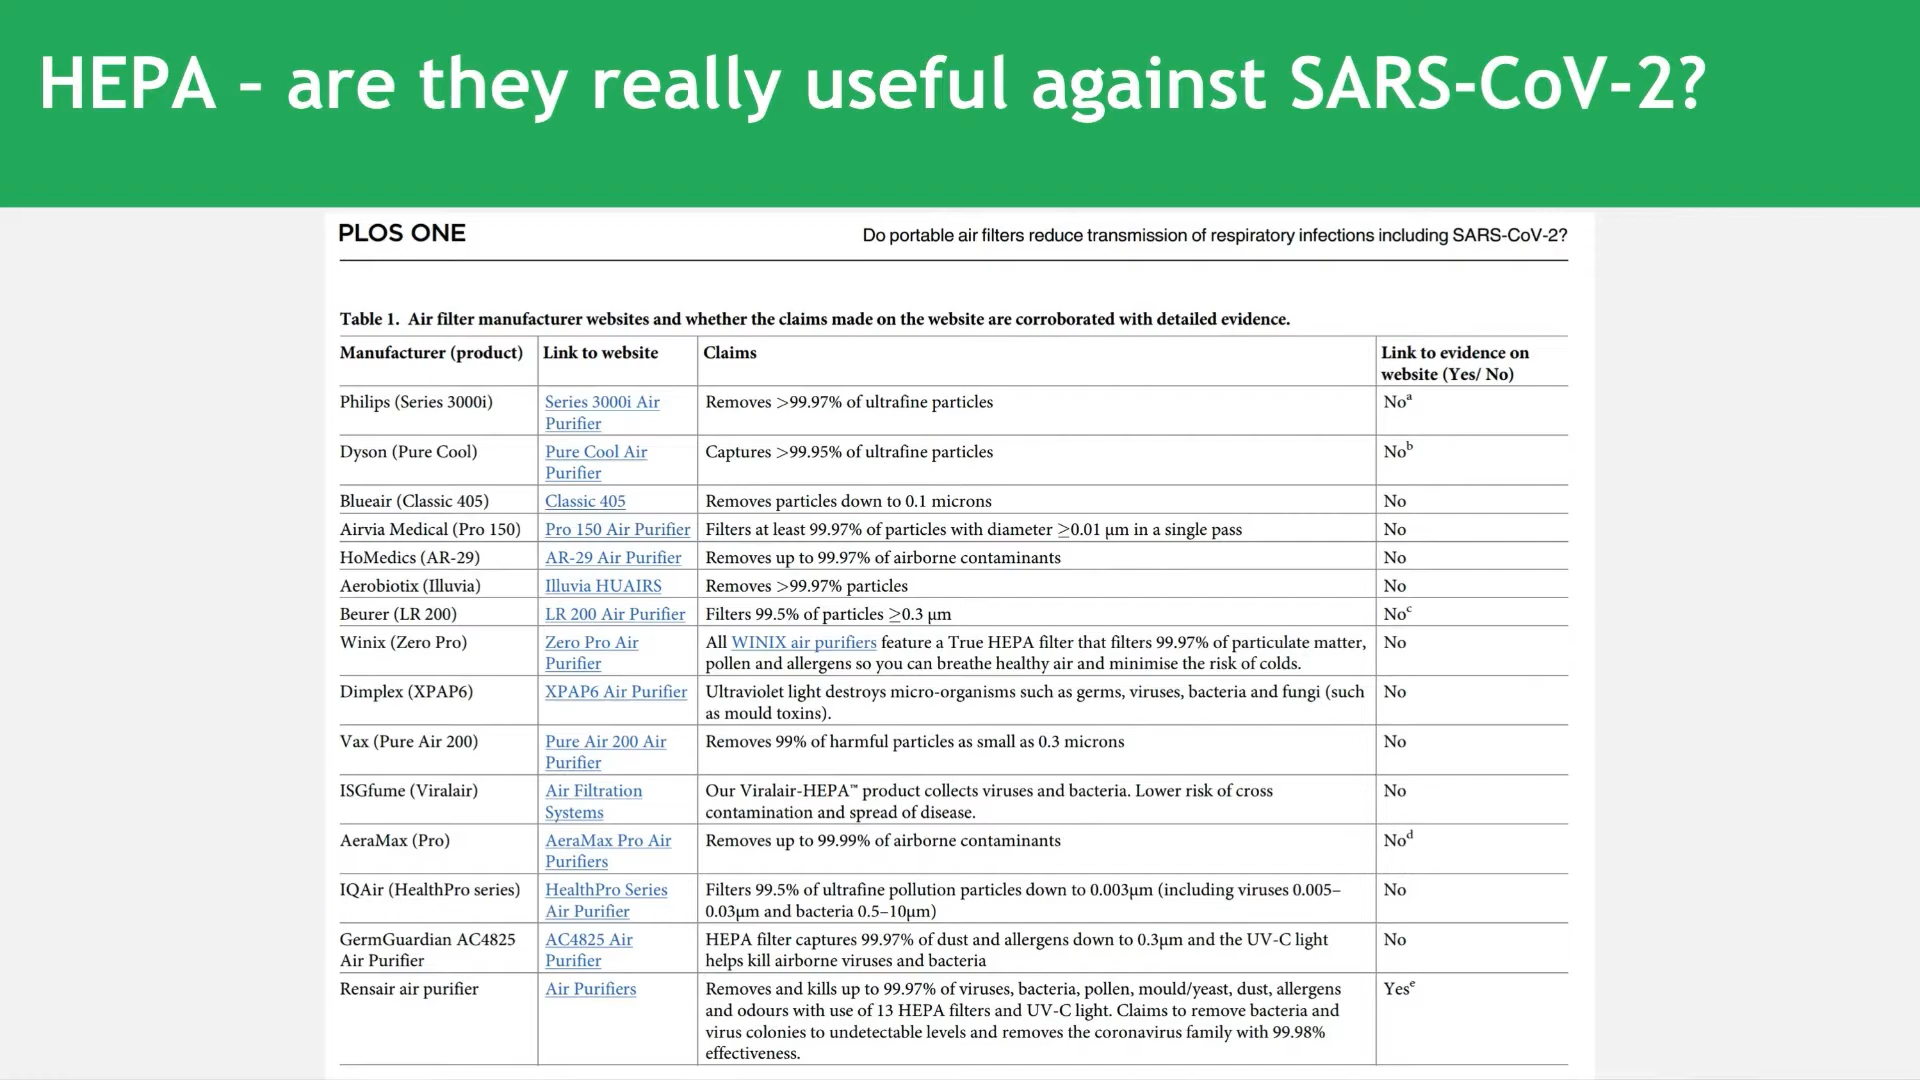 HEPA – are they really useful against SARS-CoV-2?
PLOS ONE
Do portable air filters reduce transmission of respiratory infections including SARS-CoV-2?
Table 1. Air filter manufacturer websites and whether the claims made on the website are corroborated with detailed evidence.
Manufacturer (product) Link to website Claims Link to evidence on
website (Yes/ No)
Philips (Series 3000i) Series 3000i Air Removes >99.97% of ultrafine particles Noᵃ
Purifier
Dyson (Pure Cool) Pure Cool Air Captures >99.95% of ultrafine particles Noᵇ
Purifier
Blueair (Classic 405) Classic 405 Removes particles down to 0.1 microns No
Airvia Medical (Pro 150) Pro 150 Air Purifier Filters at least 99.97% of particles with diameter ≥0.01 μm in a single pass No
HoMedics (AR-29) AR-29 Air Purifier Removes up to 99.97% of airborne contaminants No
Aerobiotix (Illuvia) Illuvia HUAIRS Removes >99.97% particles No
Beurer (LR 200) LR 200 Air Purifier Filters 99.5% of particles ≥0.3 μm Noᶜ
Winix (Zero Pro) Zero Pro Air All WINIX air purifiers feature a True HEPA filter that filters 99.97% of particulate matter, No
Purifier pollen and allergens so you can breathe healthy air and minimise the risk of colds.
Dimplex (XPAP6) XPAP6 Air Purifier Ultraviolet light destroys micro-organisms such as germs, viruses, bacteria and fungi (such No
as mould toxins).
Vax (Pure Air 200) Pure Air 200 Air Removes 99% of harmful particles as small as 0.3 microns No
Purifier
ISGfume (Viralair) Air Filtration Our Viralair-HEPA™ product collects viruses and bacteria. Lower risk of cross No
Systems contamination and spread of disease.
AeraMax (Pro) AeraMax Pro Air Removes up to 99.99% of airborne contaminants Noᵈ
Purifiers
IQAir (HealthPro series) HealthPro Series Filters 99.5% of ultrafine pollution particles down to 0.003μm (including viruses 0.005– No
Air Purifier 0.03μm and bacteria 0.5–10μm)
GermGuardian AC4825 AC4825 Air HEPA filter captures 99.97% of dust and allergens down to 0.3μm and the UV-C light No
Air Purifier Purifier helps kill airborne viruses and bacteria
Rensair air purifier Air Purifiers Removes and kills up to 99.97% of viruses, bacteria, pollen, mould/yeast, dust, allergens Yesᵉ
and odours with use of 13 HEPA filters and UV-C light. Claims to remove bacteria and
virus colonies to undetectable levels and removes the coronavirus family with 99.98%
effectiveness.